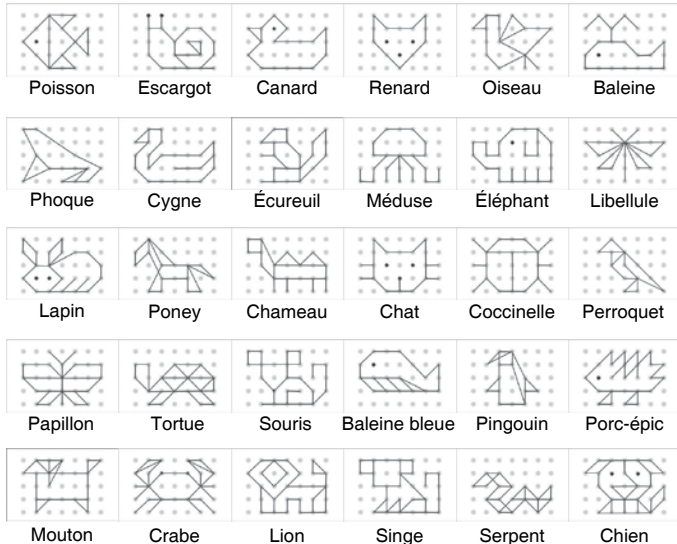 Poisson Escargot Canard Renard Oiseau Baleine
Phoque Cygne Écureuil Méduse Éléphant Libellule
Lapin Poney Chameau Chat Coccinelle Perroquet
Papillon Tortue Souris Baleine bleue Pingouin Porc-épic
Mouton Crabe Lion Singe Serpent Chien